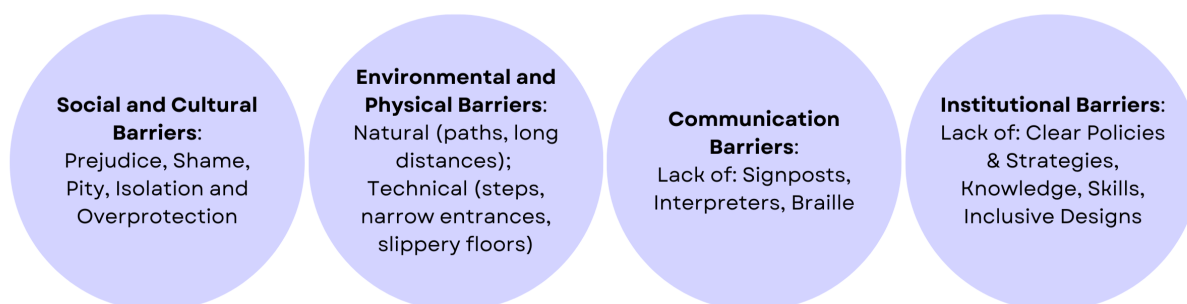 Social and Cultural
Barriers:
Prejudice, Shame,
Pity, Isolation and
Overprotection
Environmental and
Physical Barriers:
Natural (paths, long
distances);
Technical (steps,
narrow entrances,
slippery floors)
Communication
Barriers:
Lack of: Signposts,
Interpreters, Braille
Institutional Barriers:
Lack of: Clear Policies
& Strategies,
Knowledge, Skills,
Inclusive Designs